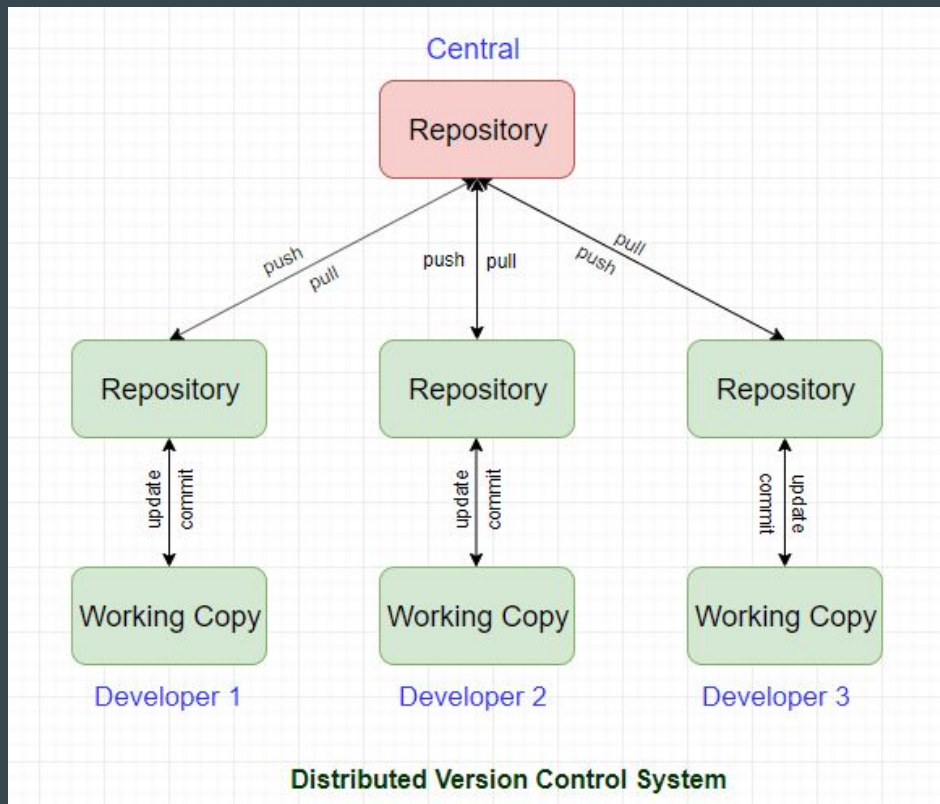 Central
Repository
push
pull
push
pull
pull
push
Repository
Repository
Repository
update
commit
update
commit
update
commit
Working Copy
Working Copy
Working Copy
Developer 1
Developer 2
Developer 3
Distributed Version Control System